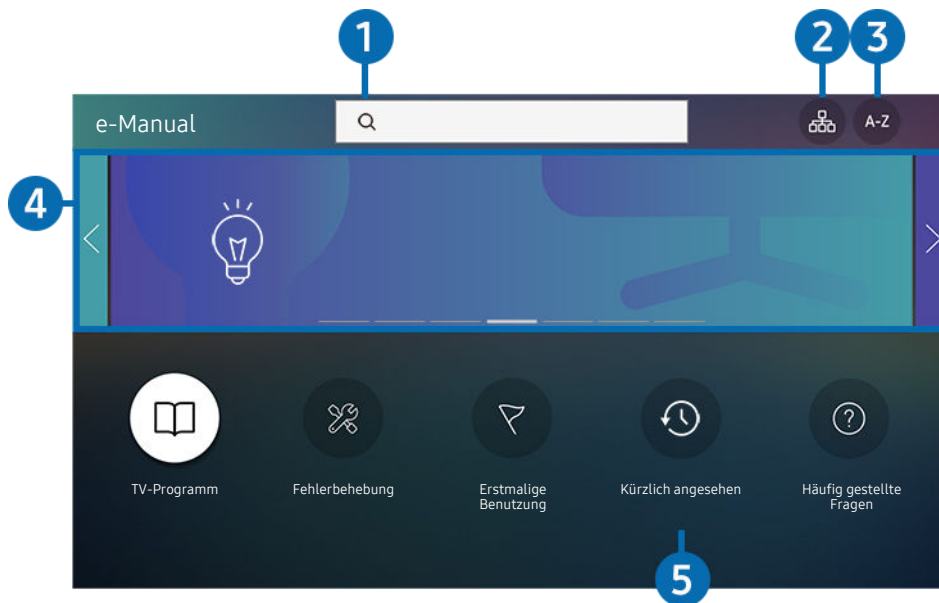 1
2
3
e-Manual
A-Z
4
TV-Programm
Fehlerbehebung
Erstmalige
Benutzung
Kürzlich angesehen
Häufig gestellte
Fragen
5